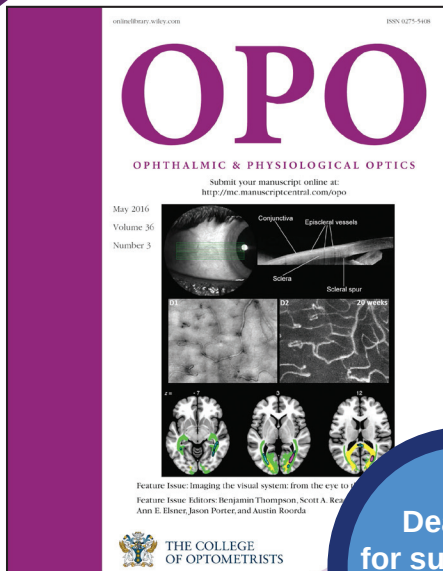 onlinelibrary.wiley.com
ISSN 0275-5408
OPO
OPHTHALMIC & PHYSIOLOGICAL OPTICS
Submit your manuscript online at:
http://mc.manuscriptcentral.com/opo
May 2016
Volume 36
Number 3
Conjunctiva
Episcleral vessels
Sclera
Scleral spur
D1
D2
20 weeks
z =
- 7
3
12
Feature Issue: Imaging the visual system: from the eye to
Feature Issue Editors: Benjamin Thompson, Scott A.
Ann E. Elsner, Jason Porter, and Austin Roorda
THE COLLEGE
OF OPTOMETRISTS
for